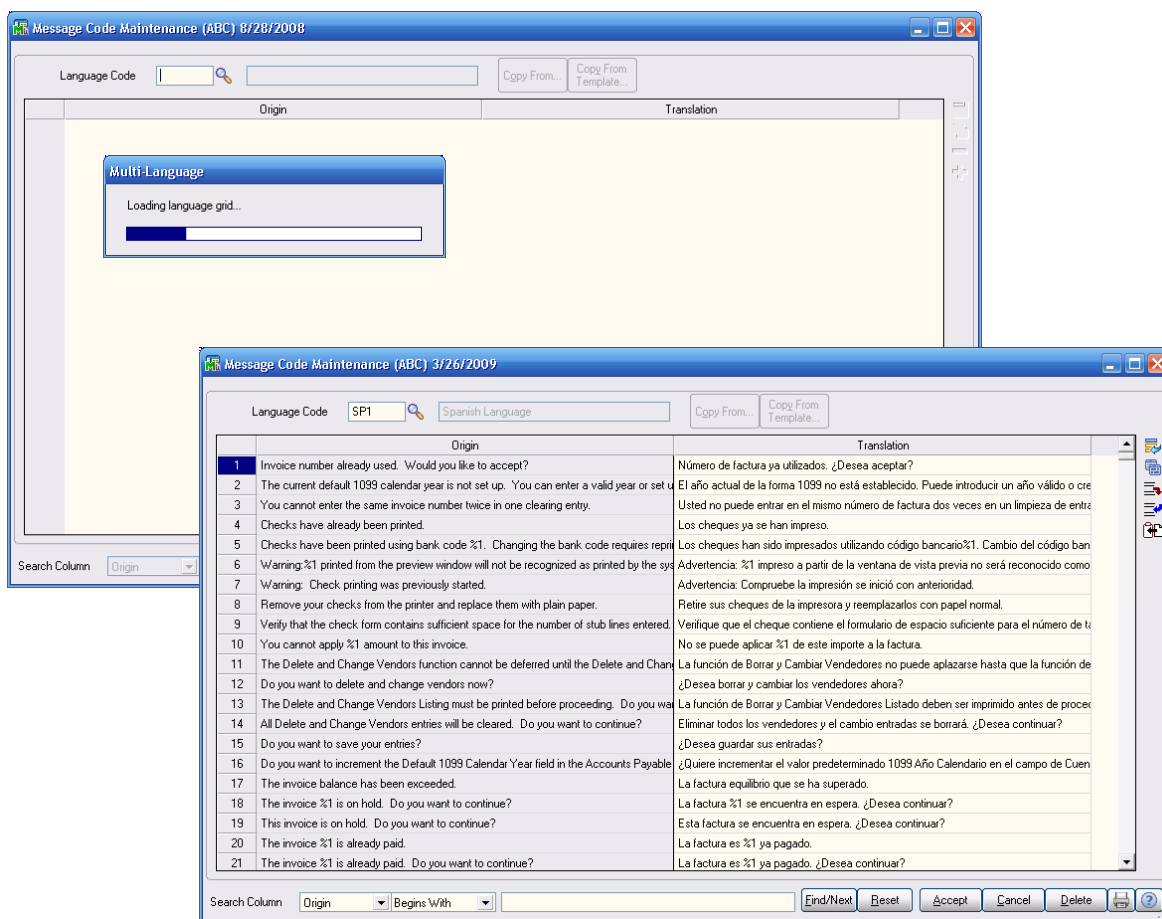 Message Code Maintenance (ABC) 8/28/2008
Language Code
Copy From...
Copy From
Template...
Origin Translation
Multi-Language
Loading language grid...
Search Column Origin
Message Code Maintenance (ABC) 3/26/2009
Language Code SP1 Spanish Language
Copy From...
Copy From
Template...
Origin Translation
1 Invoice number already used. Would you like to accept? Número de factura ya utilizados. ¿Desea aceptar?
2 The current default 1099 calendar year is not set up. You can enter a valid year or set u El año actual de la forma 1099 no está establecido. Puede introducir un año válido o cre
3 You cannot enter the same invoice number twice in one clearing entry. Usted no puede entrar en el mismo número de factura dos veces en un limpieza de entra
4 Checks have already been printed. Los cheques ya se han impreso.
5 Checks have been printed using bank code %1. Changing the bank code requires repri Los cheques han sido impresados utilizando código bancario%1. Cambio del código ban
6 Warning:%1 printed from the preview window will not be recognized as printed by the sys Advertencia: %1 impreso a partir de la ventana de vista previa no será reconocido como
7 Warning: Check printing was previously started. Advertencia: Compruebe la impresión se inició con anterioridad.
8 Remove your checks from the printer and replace them with plain paper. Retire sus cheques de la impresora y reemplazarlos con papel normal.
9 Verify that the check form contains sufficient space for the number of stub lines entered. Verifique que el cheque contiene el formulario de espacio suficiente para el número de ta
10 You cannot apply %1 amount to this invoice. No se puede aplicar %1 de este importe a la factura.
11 The Delete and Change Vendors function cannot be deferred until the Delete and Chan La función de Borrar y Cambiar Vendedores no puede aplazarse hasta que la función de
12 Do you want to delete and change vendors now? ¿Desea borrar y cambiar los vendedores ahora?
13 The Delete and Change Vendors Listing must be printed before proceeding. Do you wa La función de Borrar y Cambiar Vendedores Listado deben ser imprimido antes de proced
14 All Delete and Change Vendors entries will be cleared. Do you want to continue? Eliminar todos los vendedores y el cambio entradas se borrará. ¿Desea continuar?
15 Do you want to save your entries? ¿Desea guardar sus entradas?
16 Do you want to increment the Default 1099 Calendar Year field in the Accounts Payable ¿Quiere incrementar el valor predeterminado 1099 Año Calendario en el campo de Cuen
17 The invoice balance has been exceeded. La factura equilibrio que se ha superado.
18 The invoice %1 is on hold. Do you want to continue? La factura %1 se encuentra en espera. ¿Desea continuar?
19 This invoice is on hold. Do you want to continue? Esta factura se encuentra en espera. ¿Desea continuar?
20 The invoice %1 is already paid. La factura es %1 ya pagado.
21 The invoice %1 is already paid. Do you want to continue? La factura es %1 ya pagado. ¿Desea continuar?
Search Column Origin Begins With Find/Next Reset Accept Cancel Delete